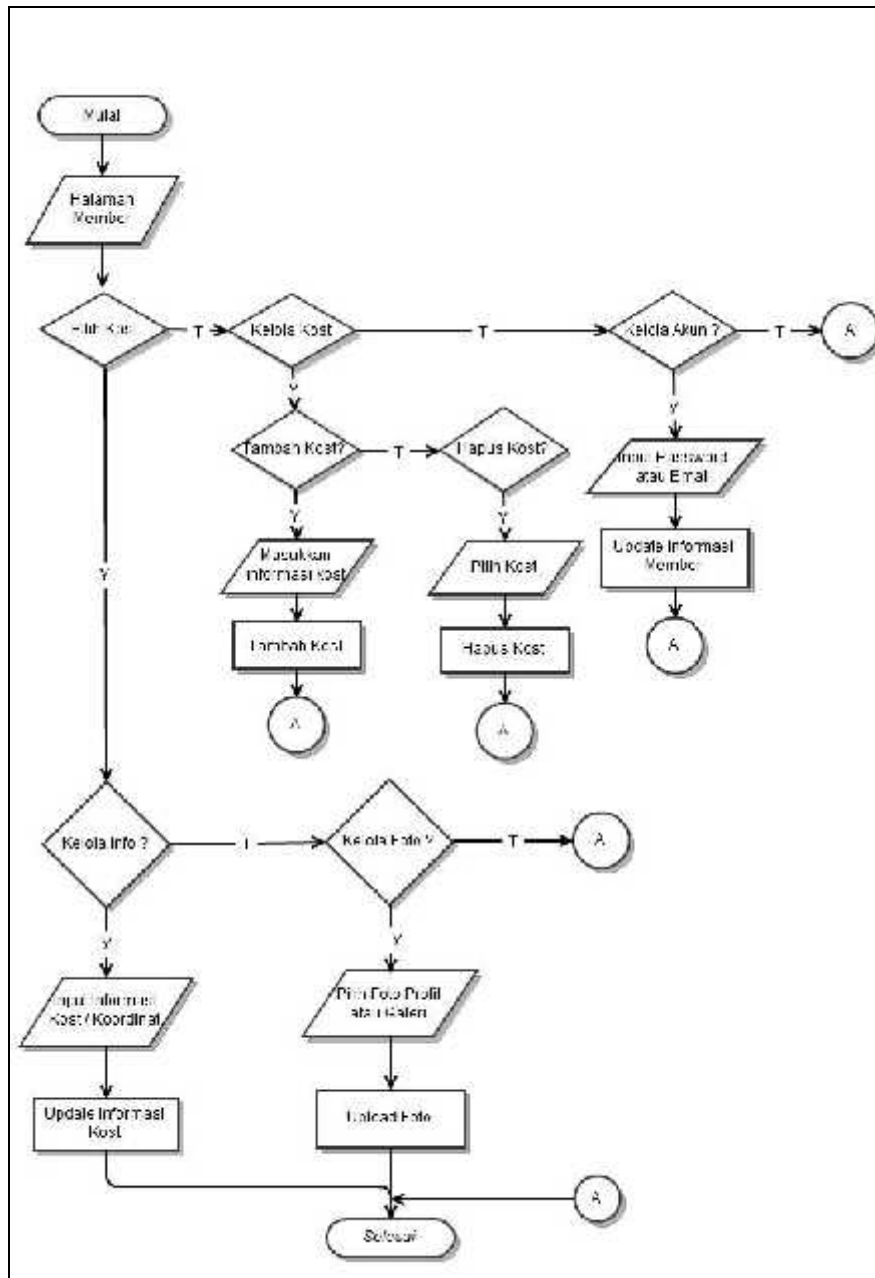 Mulai
Halaman
Member
Pilih Kost
T
Kelola Kost
T
Kelola Akun ?
T
A
Y
Y
Tambah Kost?
T
Hapus Kost?
Input Password
atau Email
Y
Y
Y
Masukkan
Informasi kost
Pilih Kost
Update Informasi
Member
Tambah Kost
Hapus Kost
A
A
A
Kelola Info ?
T
Kelola Foto ?
T
A
Y
Y
Input Informasi
Kost / Koordinat
Pilih Foto Profil
atau Galeri
Update Informasi
Kost
Upload Foto
A
Selesai